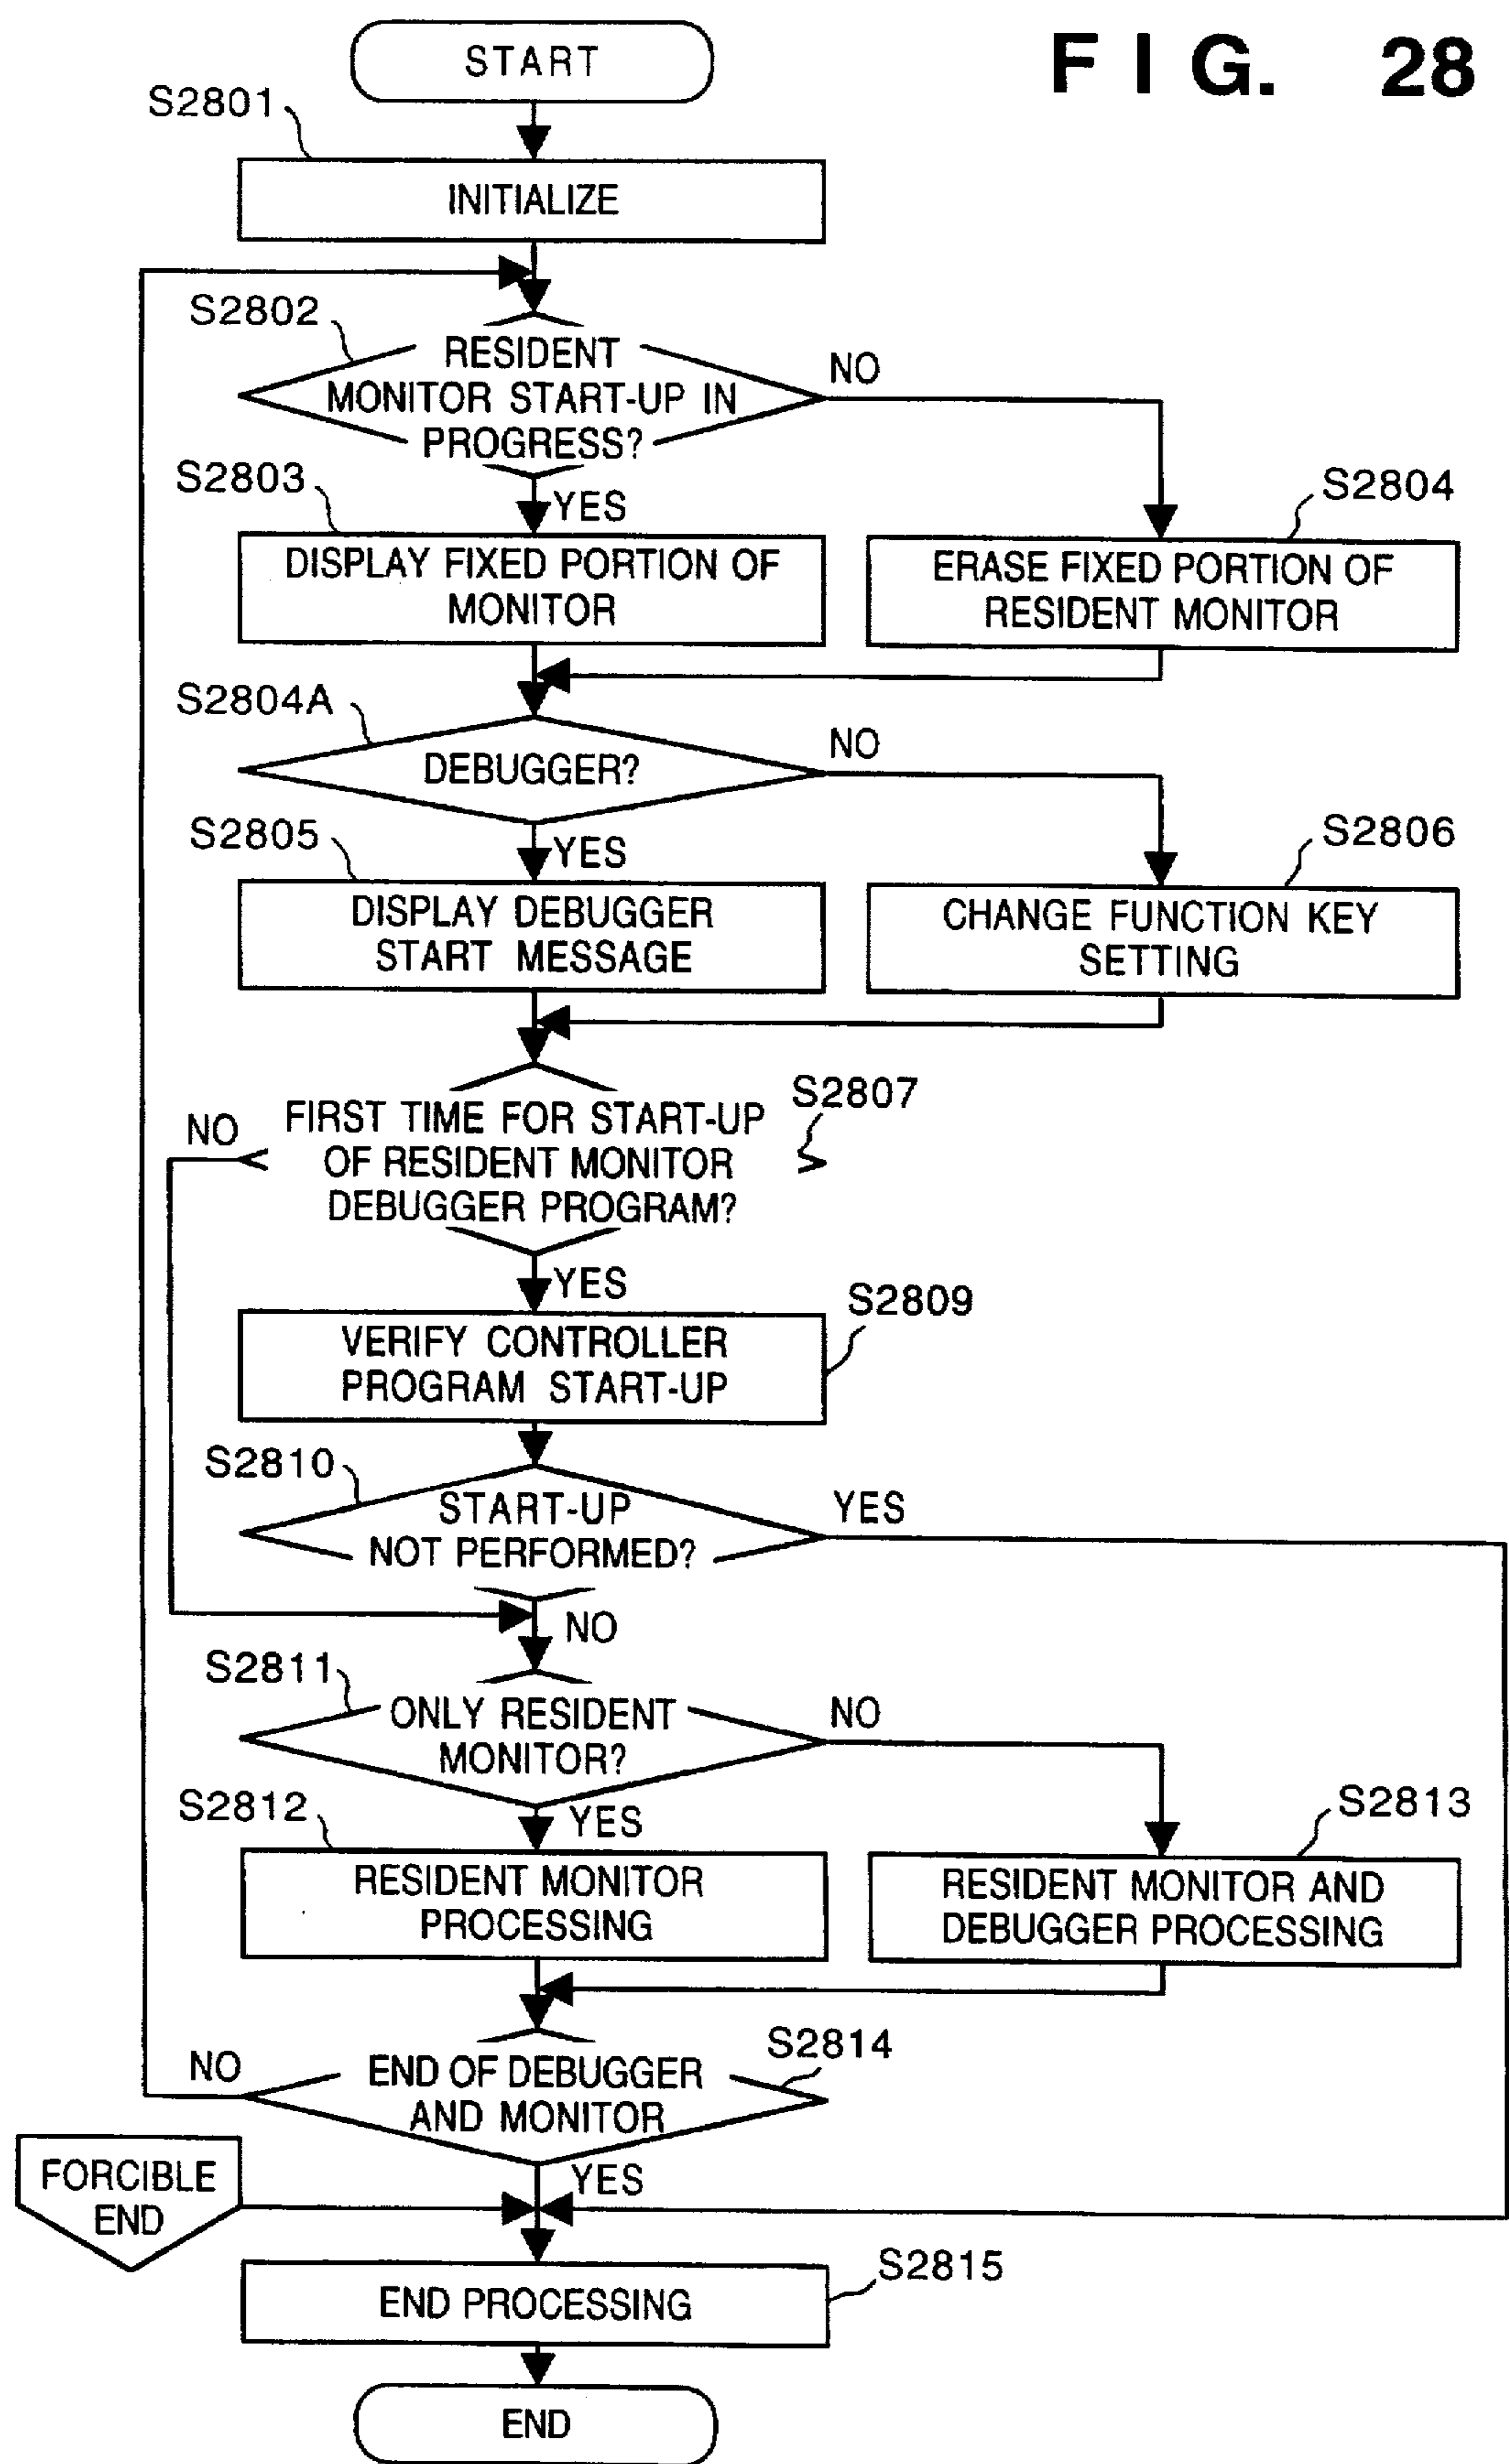 START
FIG. 28
S2801
INITIALIZE
S2802
RESIDENT
MONITOR START-UP IN
PROGRESS?
NO
S2803
YES
S2804
DISPLAY FIXED PORTION OF
MONITOR
ERASE FIXED PORTION OF
RESIDENT MONITOR
S2804A
DEBUGGER?
NO
S2805
YES
S2806
DISPLAY DEBUGGER
START MESSAGE
CHANGE FUNCTION KEY
SETTING
S2807
NO
FIRST TIME FOR START-UP
OF RESIDENT MONITOR
DEBUGGER PROGRAM?
YES
S2809
VERIFY CONTROLLER
PROGRAM START-UP
S2810
START-UP
NOT PERFORMED?
YES
NO
S2811
ONLY RESIDENT
MONITOR?
NO
S2812
YES
S2813
RESIDENT MONITOR
PROCESSING
RESIDENT MONITOR AND
DEBUGGER PROCESSING
S2814
NO
END OF DEBUGGER
AND MONITOR
YES
FORCIBLE
END
S2815
END PROCESSING
END